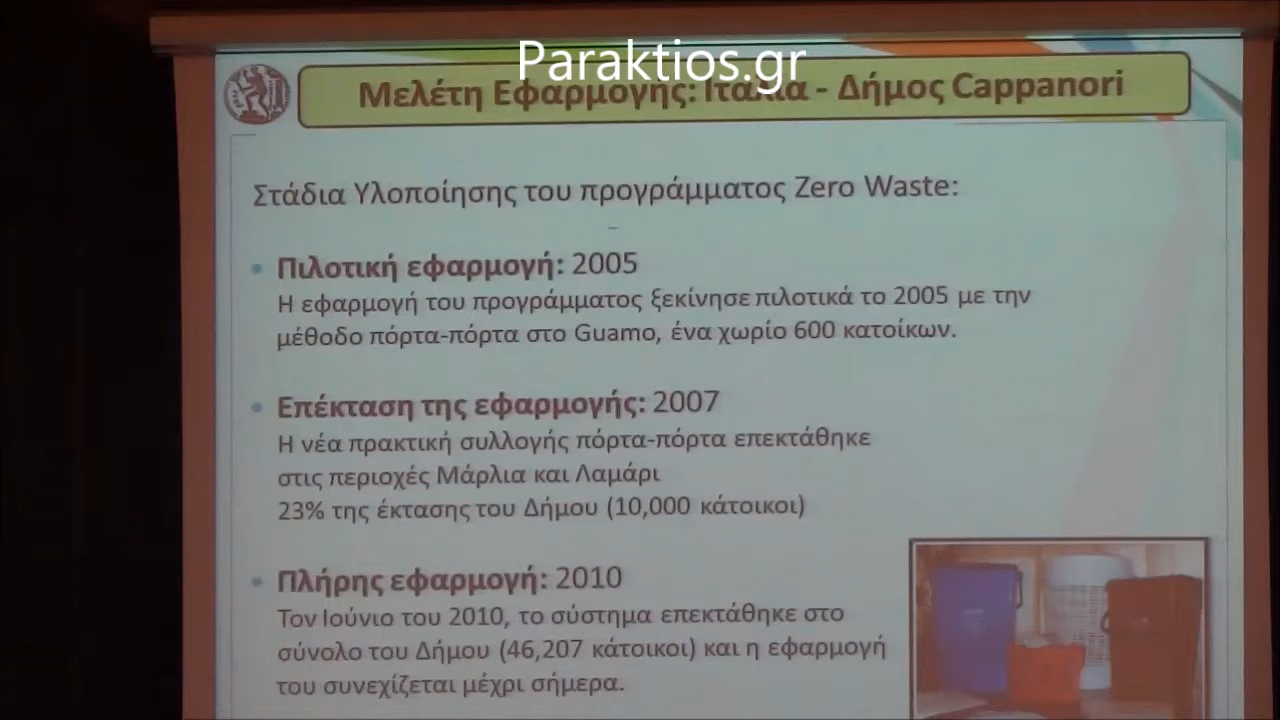 Paraktios.gr
Μελέτη Εφαρμογής: Ιταλία - Δήμος Cappanori
Στάδια Υλοποίησης του προγράμματος Zero Waste:
• Πιλοτική εφαρμογή: 2005
Η εφαρμογή του προγράμματος ξεκίνησε πιλοτικά το 2005 με την
μέθοδο πόρτα-πόρτα στο Guamo, ένα χωρίο 600 κατοίκων.
• Επέκταση της εφαρμογής: 2007
Η νέα πρακτική συλλογής πόρτα-πόρτα επεκτάθηκε
στις περιοχές Μάρλια και Λαμάρι
23% της έκτασης του Δήμου (10,000 κάτοικοι)
• Πλήρης εφαρμογή: 2010
Τον Ιούνιο του 2010, το σύστημα επεκτάθηκε στο
σύνολο του Δήμου (46,207 κάτοικοι) και η εφαρμογή
του συνεχίζεται μέχρι σήμερα.